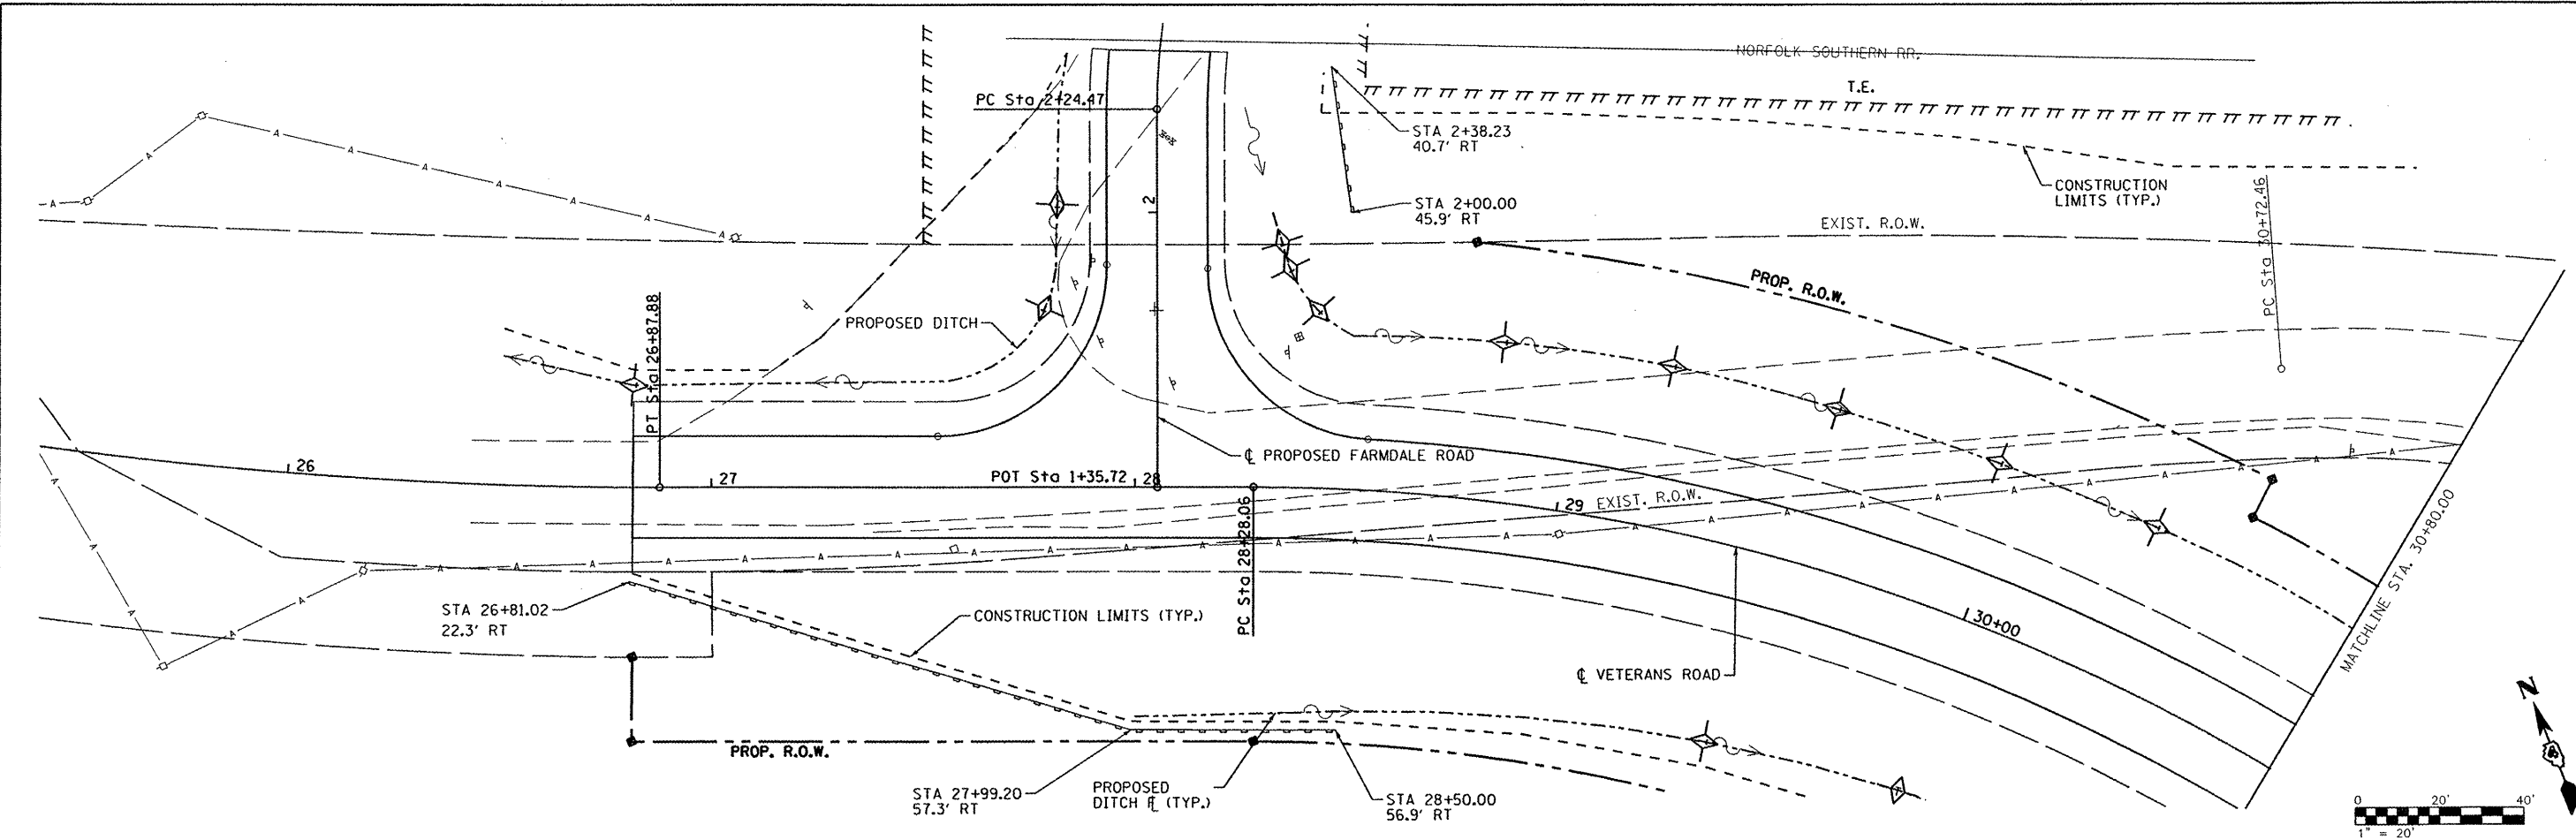 NORFOLK SOUTHERN RR.
T.E.
PC Sta 2+24.47
STA 2+38.23
40.7' RT
CONSTRUCTION
LIMITS (TYP.)
STA 2+00.00
45.9' RT
2
EXIST. R.O.W.
PC Sta 30+72.46
PROP. R.O.W.
PT Sta 26+87.88
PROPOSED DITCH
℄ PROPOSED FARMDALE ROAD
26
27
POT Sta 1+35.72
28
29
EXIST. R.O.W.
PC Sta 28+28.06
MATCHLINE STA. 30+80.00
STA 26+81.02
22.3' RT
CONSTRUCTION LIMITS (TYP.)
30+00
℄ VETERANS ROAD
PROP. R.O.W.
STA 27+99.20
57.3' RT
PROPOSED
DITCH ℄ (TYP.)
STA 28+50.00
56.9' RT
N
0 20' 40'
1" = 20'
A A A A A A A A